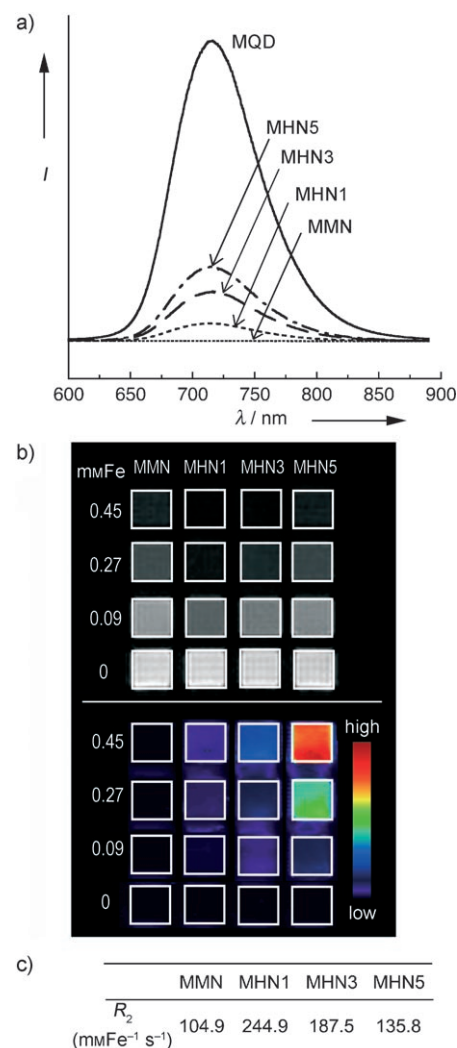 a)
MQD
MHN5
MHN3
MHN1
MMN
I
600 650 700 750 800 850 900
λ / nm
b)
mMFe MMN MHN1 MHN3 MHN5
0.45
0.27
0.09
0
0.45
0.27
0.09
0
high
low
c)
MMN MHN1 MHN3 MHN5
R₂
(mMFe⁻¹ s⁻¹) 104.9 244.9 187.5 135.8